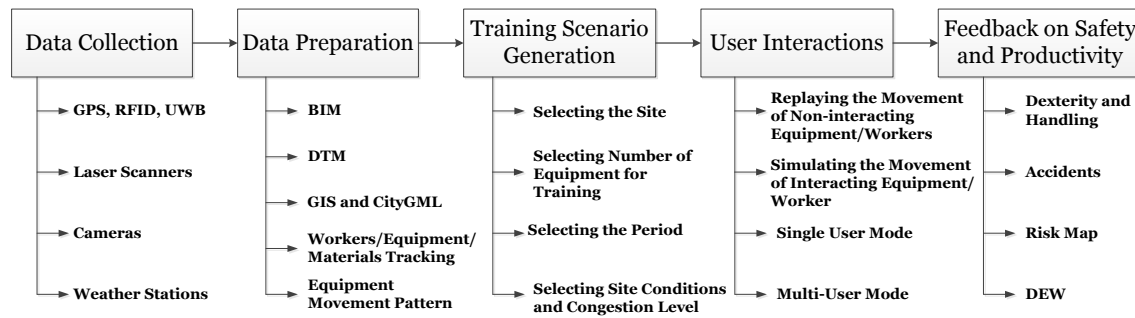 Data Collection
Data Preparation
Training Scenario
Generation
User Interactions
Feedback on Safety
and Productivity
GPS, RFID, UWB
Laser Scanners
Cameras
Weather Stations
BIM
DTM
GIS and CityGML
Workers/Equipment/
Materials Tracking
Equipment
Movement Pattern
Selecting the Site
Selecting Number of
Equipment for
Training
Selecting the Period
Selecting Site Conditions
and Congestion Level
Replaying the Movement
of Non-interacting
Equipment/Workers
Simulating the Movement
of Interacting Equipment/
Worker
Single User Mode
Multi-User Mode
Dexterity and
Handling
Accidents
Risk Map
DEW